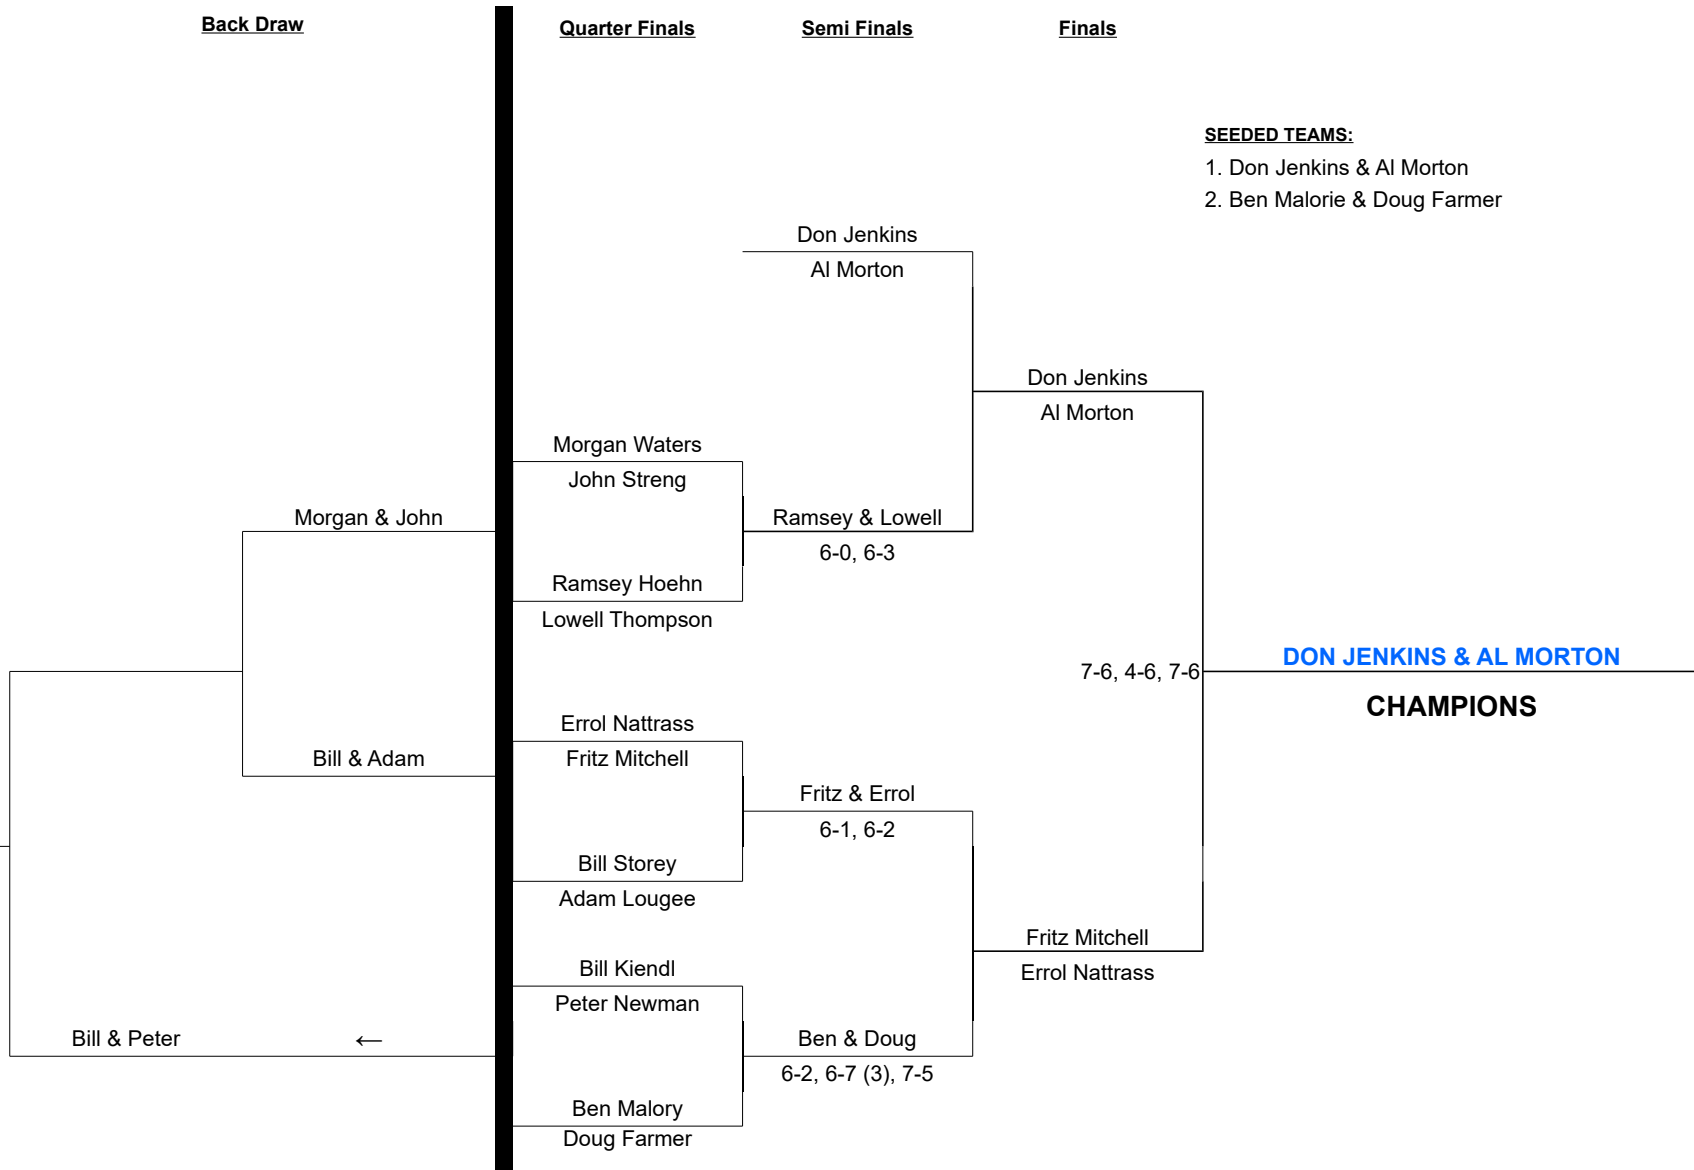 Back Draw
Quarter Finals
Semi Finals
Finals
SEEDED TEAMS:
1. Don Jenkins & Al Morton
2. Ben Malorie & Doug Farmer
Don Jenkins
Al Morton
Don Jenkins
Al Morton
Morgan Waters
John Streng
Morgan & John
Ramsey & Lowell
6-0, 6-3
Ramsey Hoehn
Lowell Thompson
7-6, 4-6, 7-6
DON JENKINS & AL MORTON
CHAMPIONS
Errol Nattrass
Fritz Mitchell
Bill & Adam
Fritz & Errol
6-1, 6-2
Bill Storey
Adam Lougee
Fritz Mitchell
Errol Nattrass
Bill Kiendl
Peter Newman
Bill & Peter ←
Ben & Doug
6-2, 6-7 (3), 7-5
Ben Malory
Doug Farmer